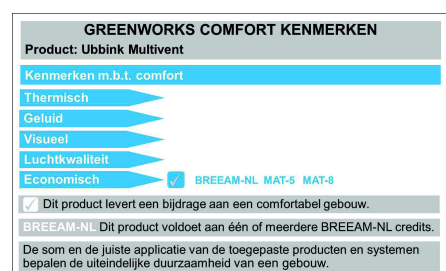 GREENWORKS COMFORT KENMERKEN
Product: Ubbink Multivent
Kenmerken m.b.t. comfort
Thermisch
Geluid
Visueel
Luchtkwaliteit
Economisch BREEAM-NL MAT-5 MAT-8
Dit product levert een bijdrage aan een comfortabel gebouw.
BREEAM-NL Dit product voldoet aan één of meerdere BREEAM-NL credits.
De som en de juiste applicatie van de toegepaste producten en systemen
bepalen de uiteindelijke duurzaamheid van een gebouw.